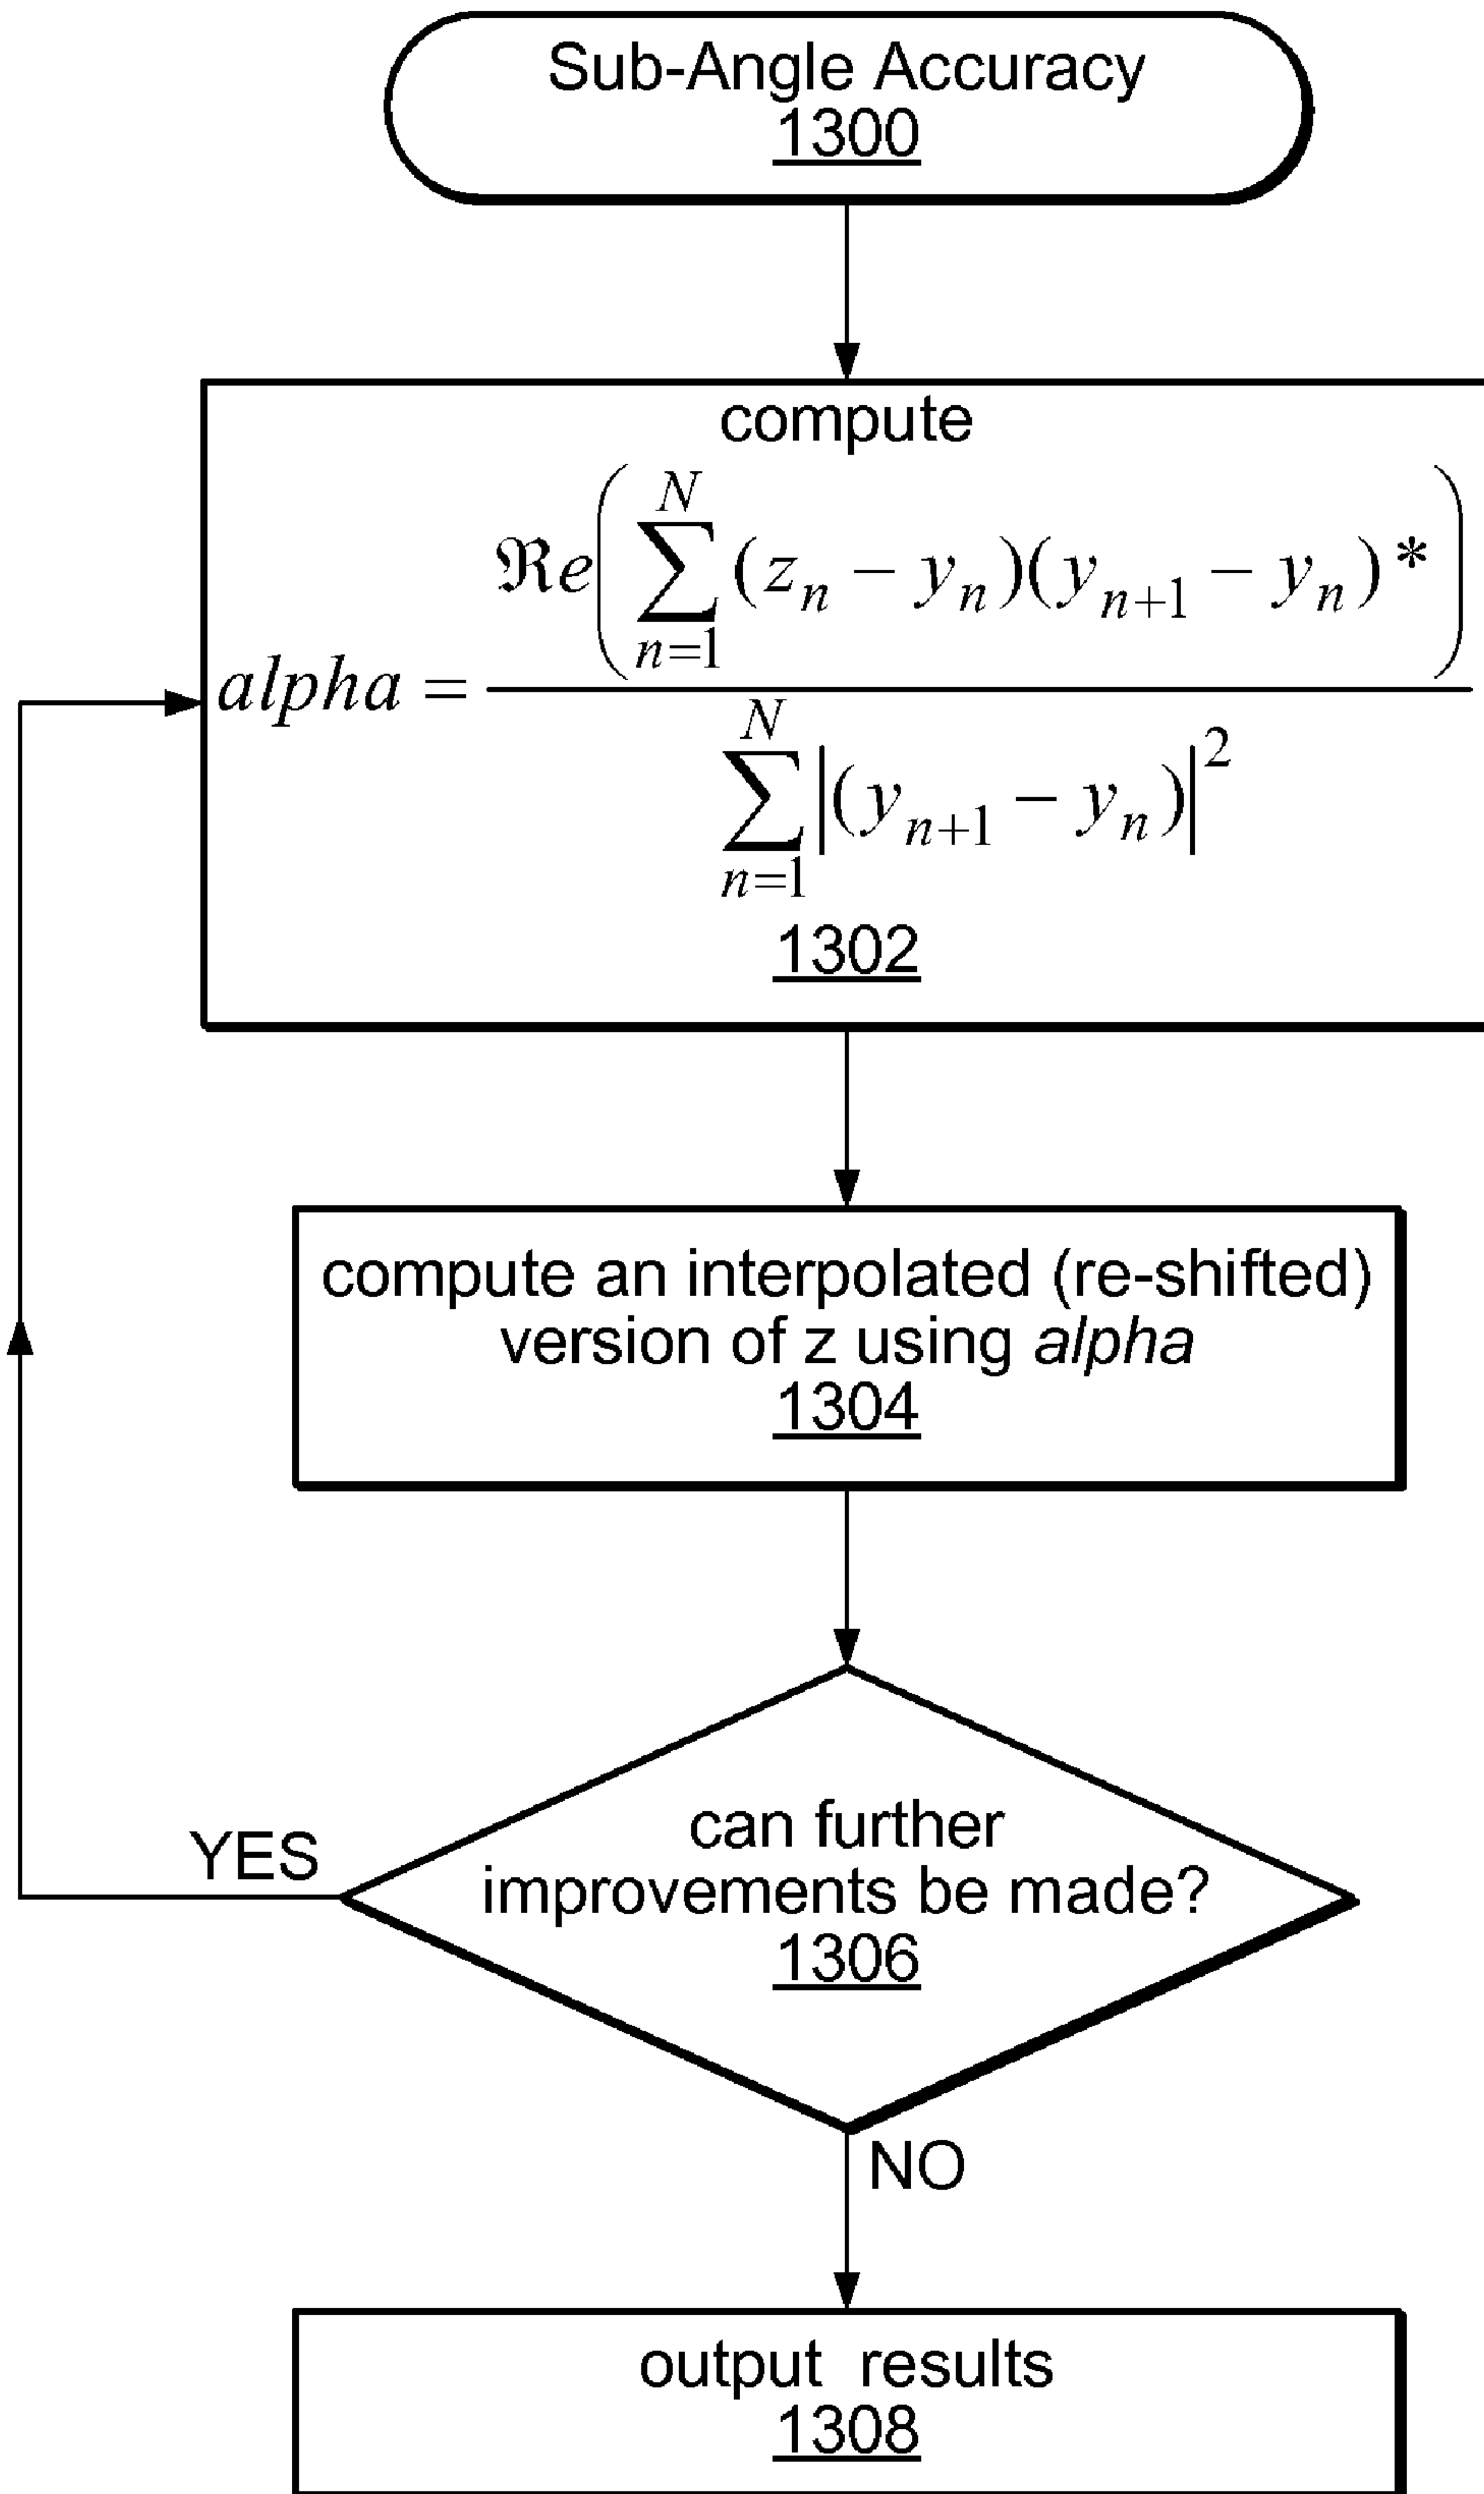 Sub-Angle Accuracy
1300
compute
alpha = ℜe(∑_{n=1}^{N} (z_n − y_n)(y_{n+1} − y_n)*) / ∑_{n=1}^{N} |(y_{n+1} − y_n)|^2
1302
compute an interpolated (re-shifted)
version of z using alpha
1304
can further
improvements be made?
1306
YES
NO
output results
1308